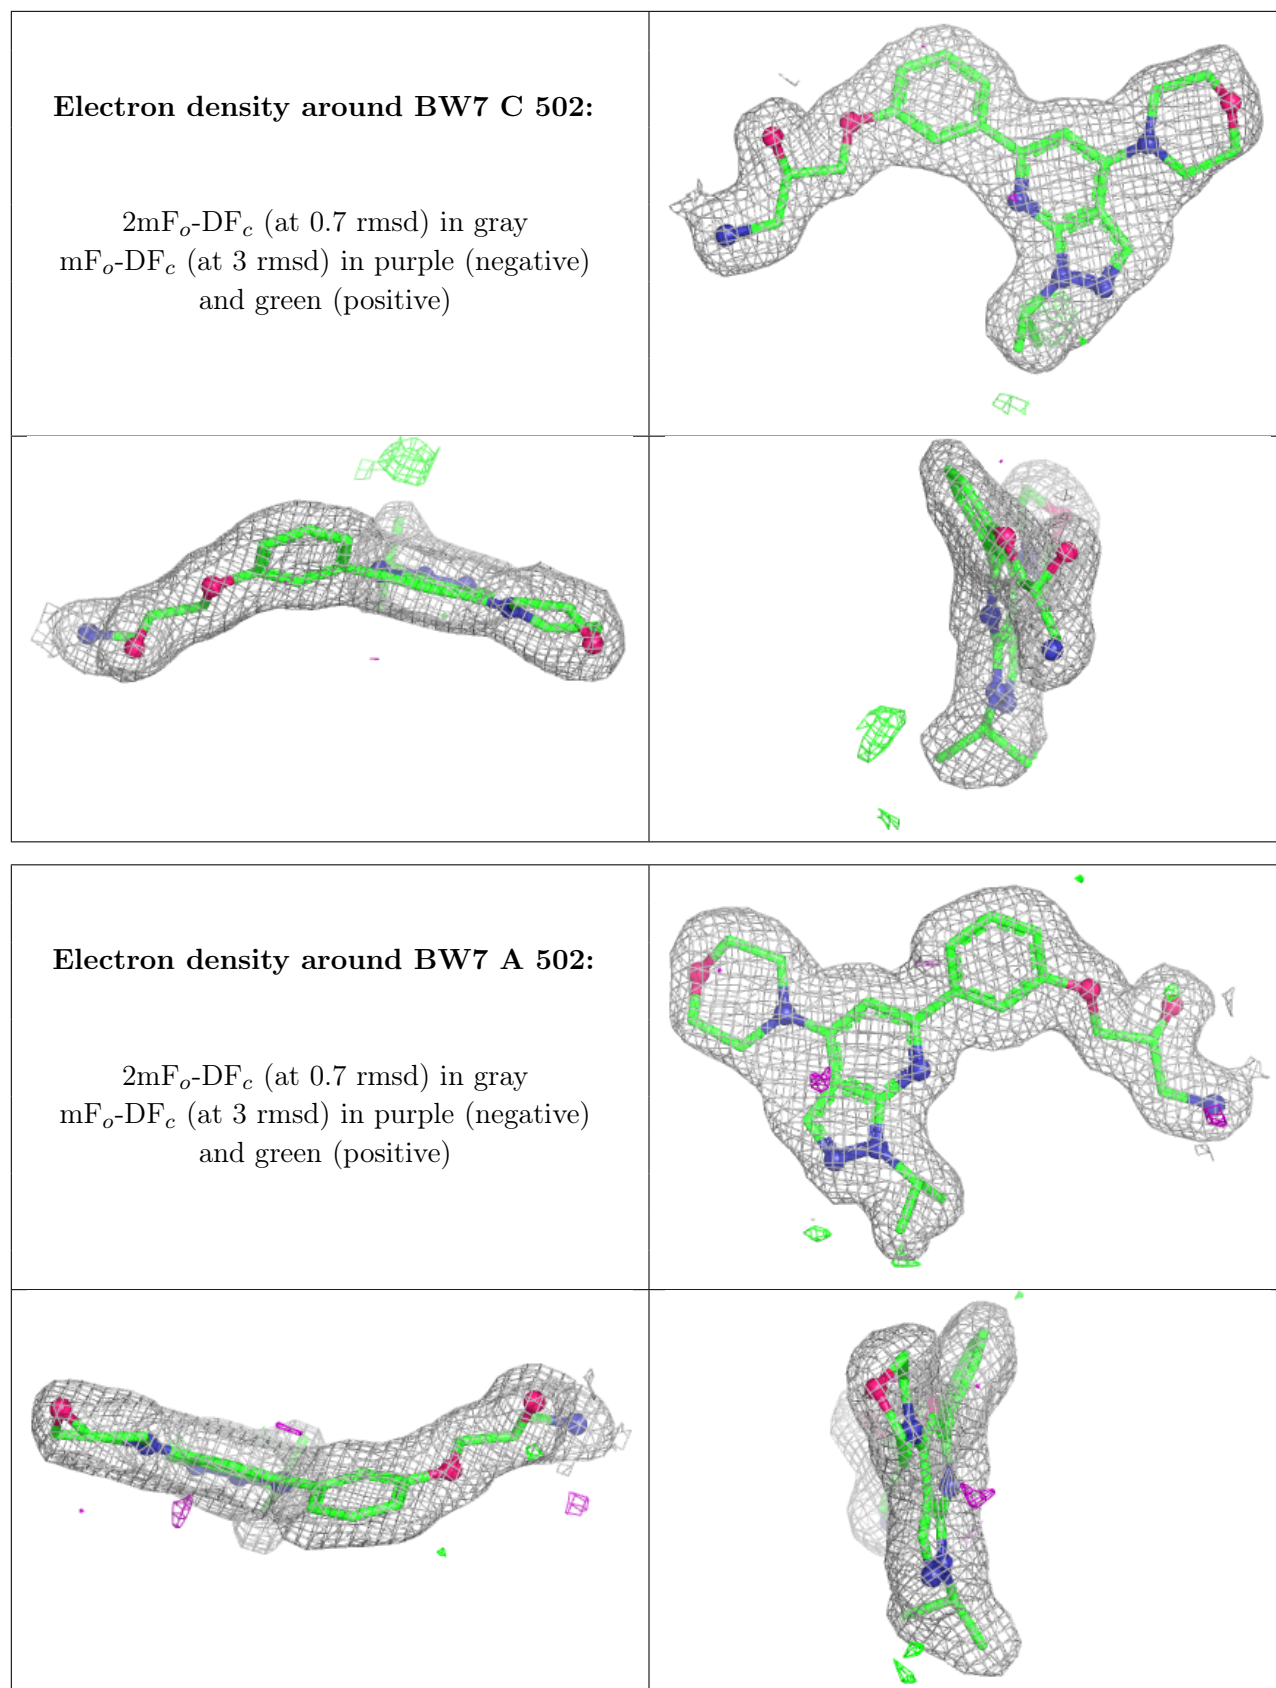 Electron density around BW7 C 502:
2mFo-DFc (at 0.7 rmsd) in gray
mFo-DFc (at 3 rmsd) in purple (negative)
and green (positive)
Electron density around BW7 A 502:
2mFo-DFc (at 0.7 rmsd) in gray
mFo-DFc (at 3 rmsd) in purple (negative)
and green (positive)